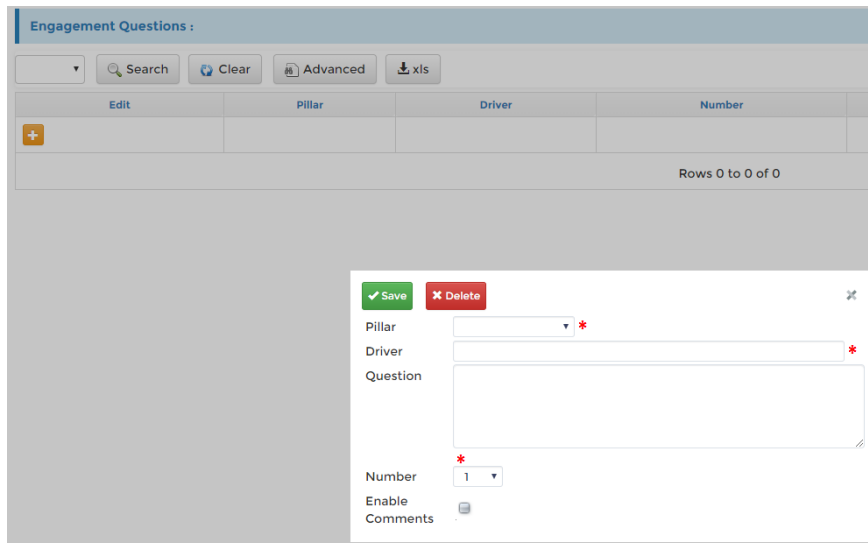 Engagement Questions :
Search Clear Advanced xls
Edit Pillar Driver Number
Rows 0 to 0 of 0
Save Delete
Pillar *
Driver *
Question
*
Number 1
Enable
Comments